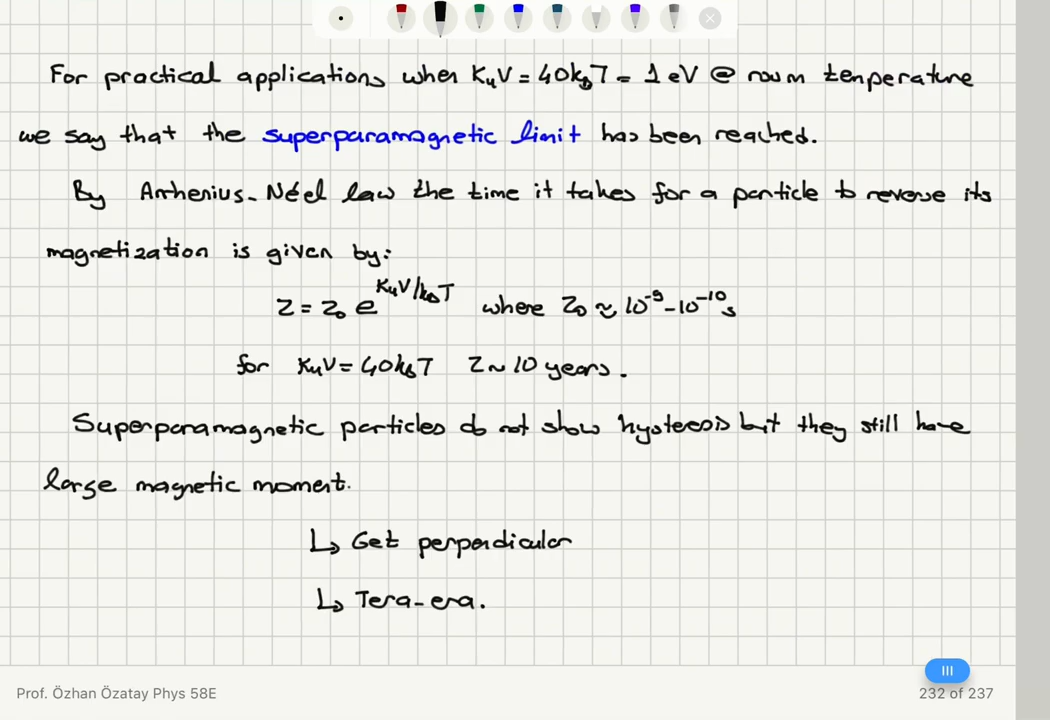 For practical applications when KuV = 40kbT = 1 eV @ room temperature
we say that the superparamagnetic limit has been reached.
By Arrhenius-Néel law the time it takes for a particle to reverse its
magnetization is given by:
τ = τ₀ e^(KuV/kbT) where τ₀ ≈ 10⁻⁹-10⁻¹⁰s
for KuV = 40kbT τ ~ 10 years.
Superparamagnetic particles do not show hysteresis but they still have
large magnetic moment.
↳ Get perpendicular
↳ Tera-era.
Prof. Özhan Özatay Phys 58E
232 of 237